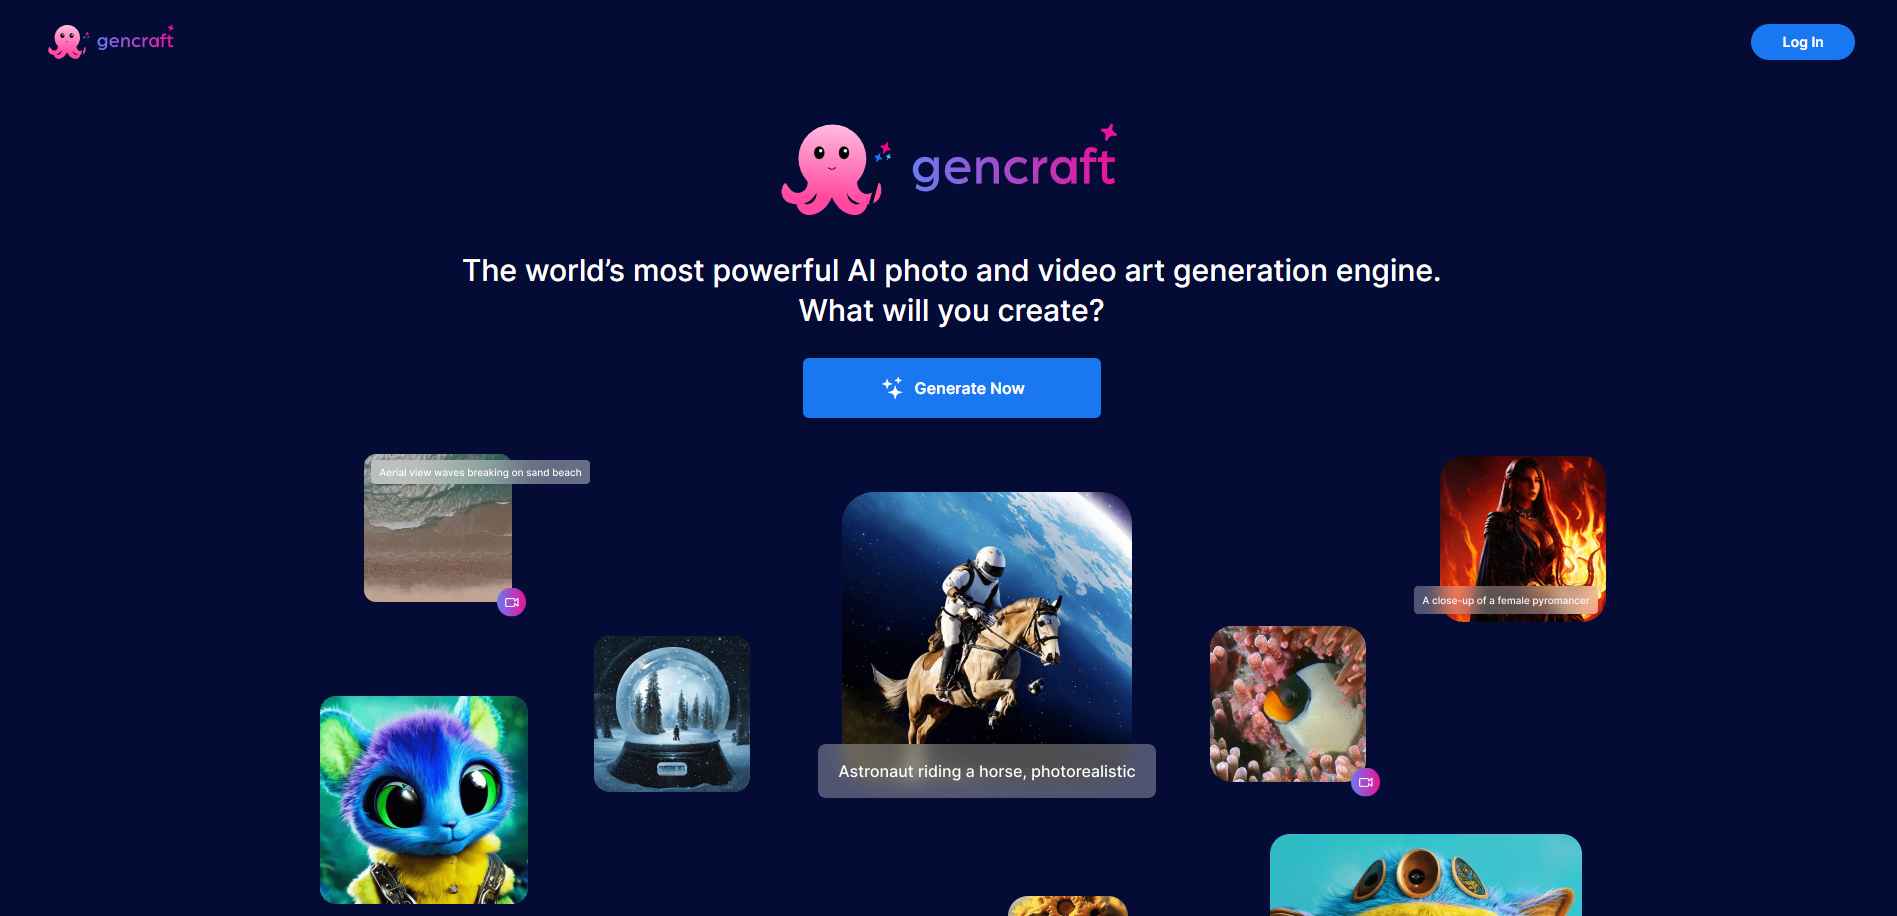 gencraft
Log In
gencraft
The world’s most powerful AI photo and video art generation engine.
What will you create?
Generate Now
Aerial view waves breaking on sand beach
A close-up of a female pyromancer
Astronaut riding a horse, photorealistic